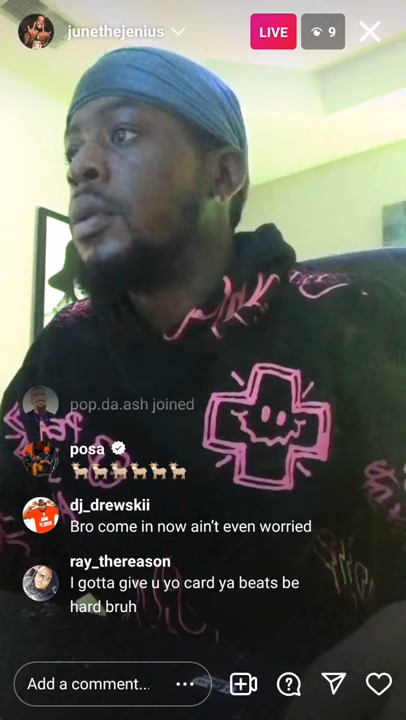 junethejenius
LIVE
9
pop.da.ash joined
posa
🐐🐐🐐🐐🐐🐐
dj_drewskii
Bro come in now ain't even worried
ray_thereason
I gotta give u yo card ya beats be
hard bruh
Add a comment...